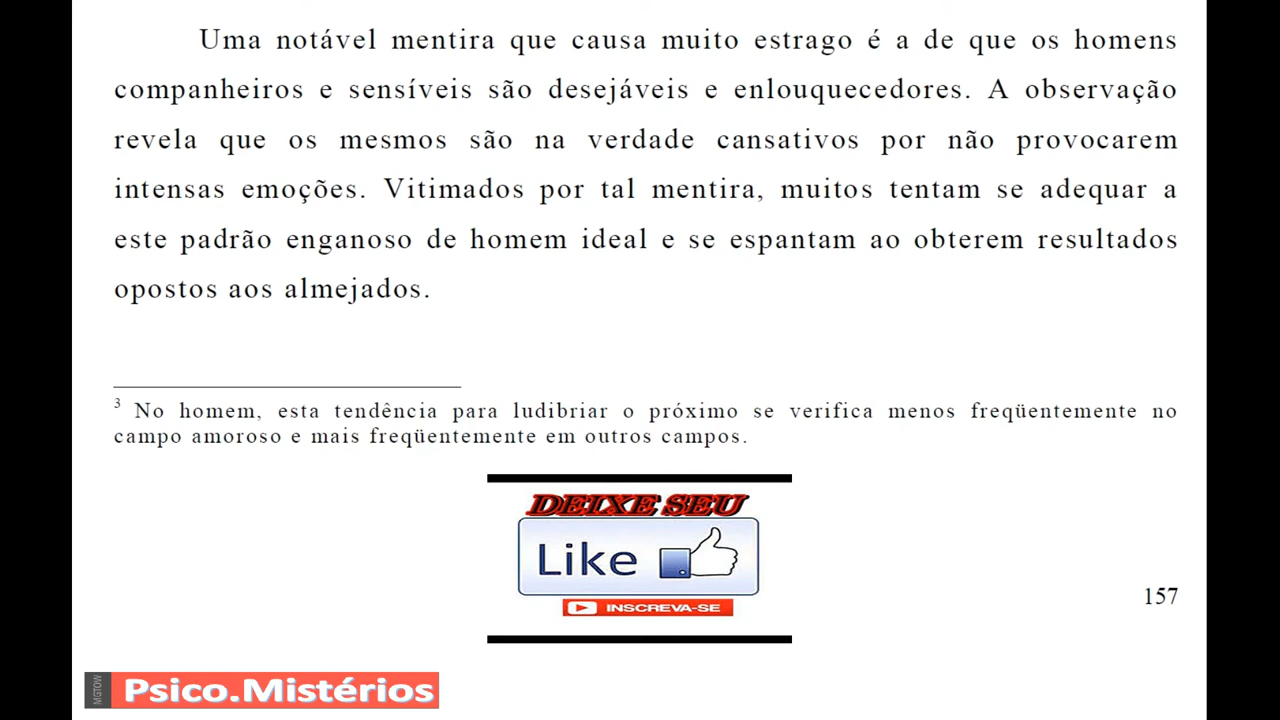 Uma notável mentira que causa muito estrago é a de que os homens
companheiros e sensíveis são desejáveis e enlouquecedores. A observação
revela que os mesmos são na verdade cansativos por não provocarem
intensas emoções. Vitimados por tal mentira, muitos tentam se adequar a
este padrão enganoso de homem ideal e se espantam ao obterem resultados
opostos aos almejados.
3 No homem, esta tendência para ludibriar o próximo se verifica menos freqüentemente no
campo amoroso e mais freqüentemente em outros campos.
DEIXE SEU
Like
INSCREVA-SE
157
MGTOW
Psico.Mistérios